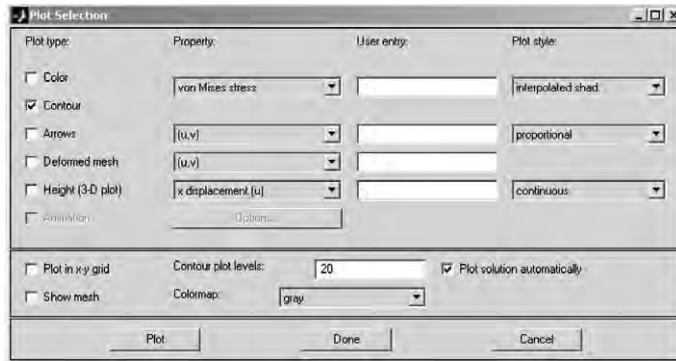 Plot Selection
Plot type: Property: User entry: Plot style:
Color
von Mises stress interpolated shad.
Contour
Arrows (u,v) proportional
Deformed mesh (u,v)
Height (3-D plot) x displacement (u) continuous
Animation Options...
Plot in x-y grid Contour plot levels: 20 Plot solution automatically
Show mesh Colormap: gray
Plot Done Cancel